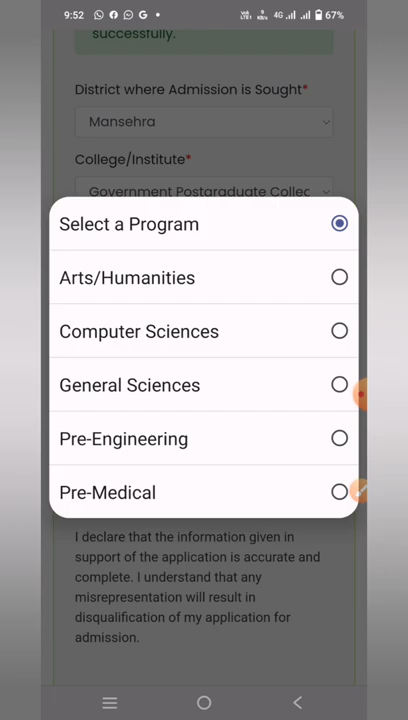 9:52
4G
67%
successfully.
District where Admission is Sought*
Mansehra
College/Institute*
Government Postgraduate Collec
Select a Program
Arts/Humanities
Computer Sciences
General Sciences
Pre-Engineering
Pre-Medical
I declare that the information given in
support of the application is accurate and
complete. I understand that any
misrepresentation will result in
disqualification of my application for
admission.